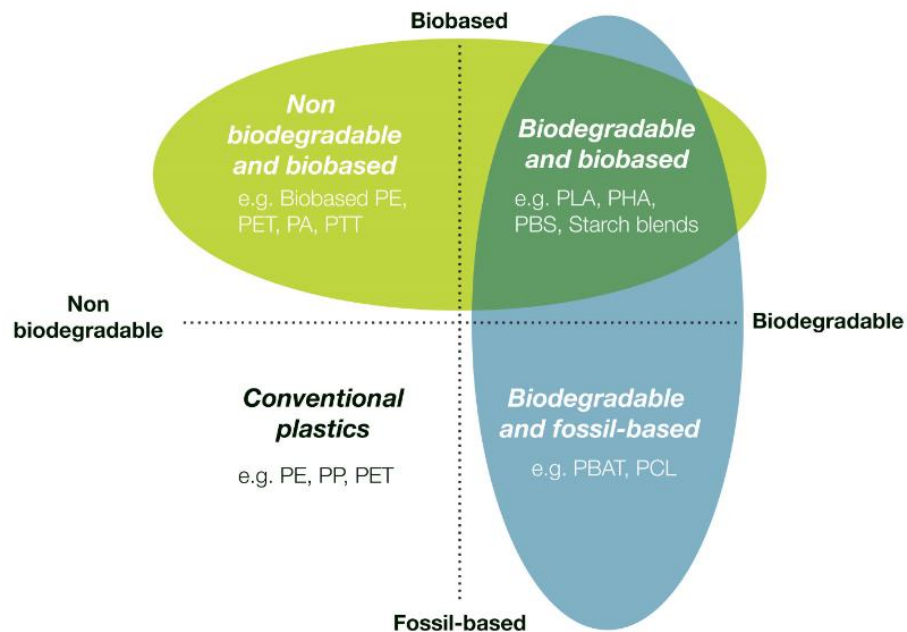 Biobased
Non
biodegradable
and biobased
e.g. Biobased PE,
PET, PA, PTT
Biodegradable
and biobased
e.g. PLA, PHA,
PBS, Starch blends
Non
biodegradable
Biodegradable
Conventional
plastics
e.g. PE, PP, PET
Biodegradable
and fossil-based
e.g. PBAT, PCL
Fossil-based